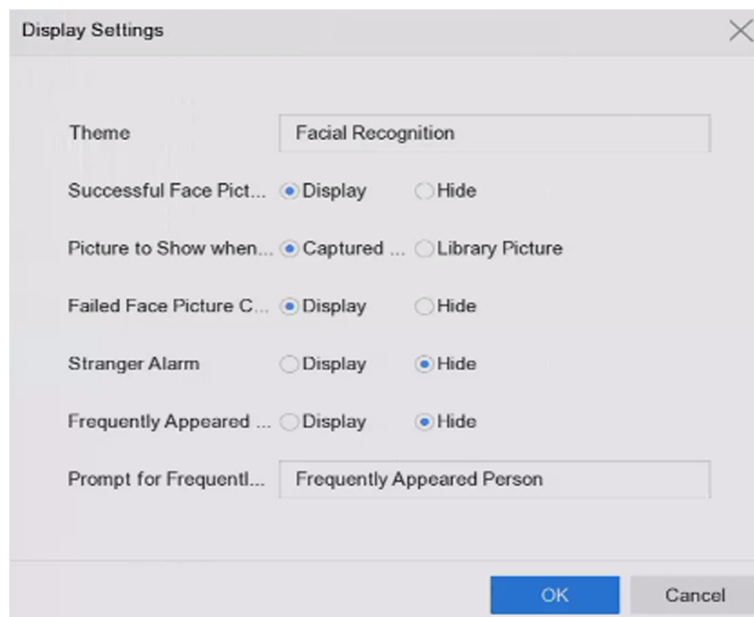 Display Settings
Theme Facial Recognition
Successful Face Pict... Display Hide
Picture to Show when... Captured ... Library Picture
Failed Face Picture C... Display Hide
Stranger Alarm Display Hide
Frequently Appeared ... Display Hide
Prompt for Frequentl... Frequently Appeared Person
OK Cancel